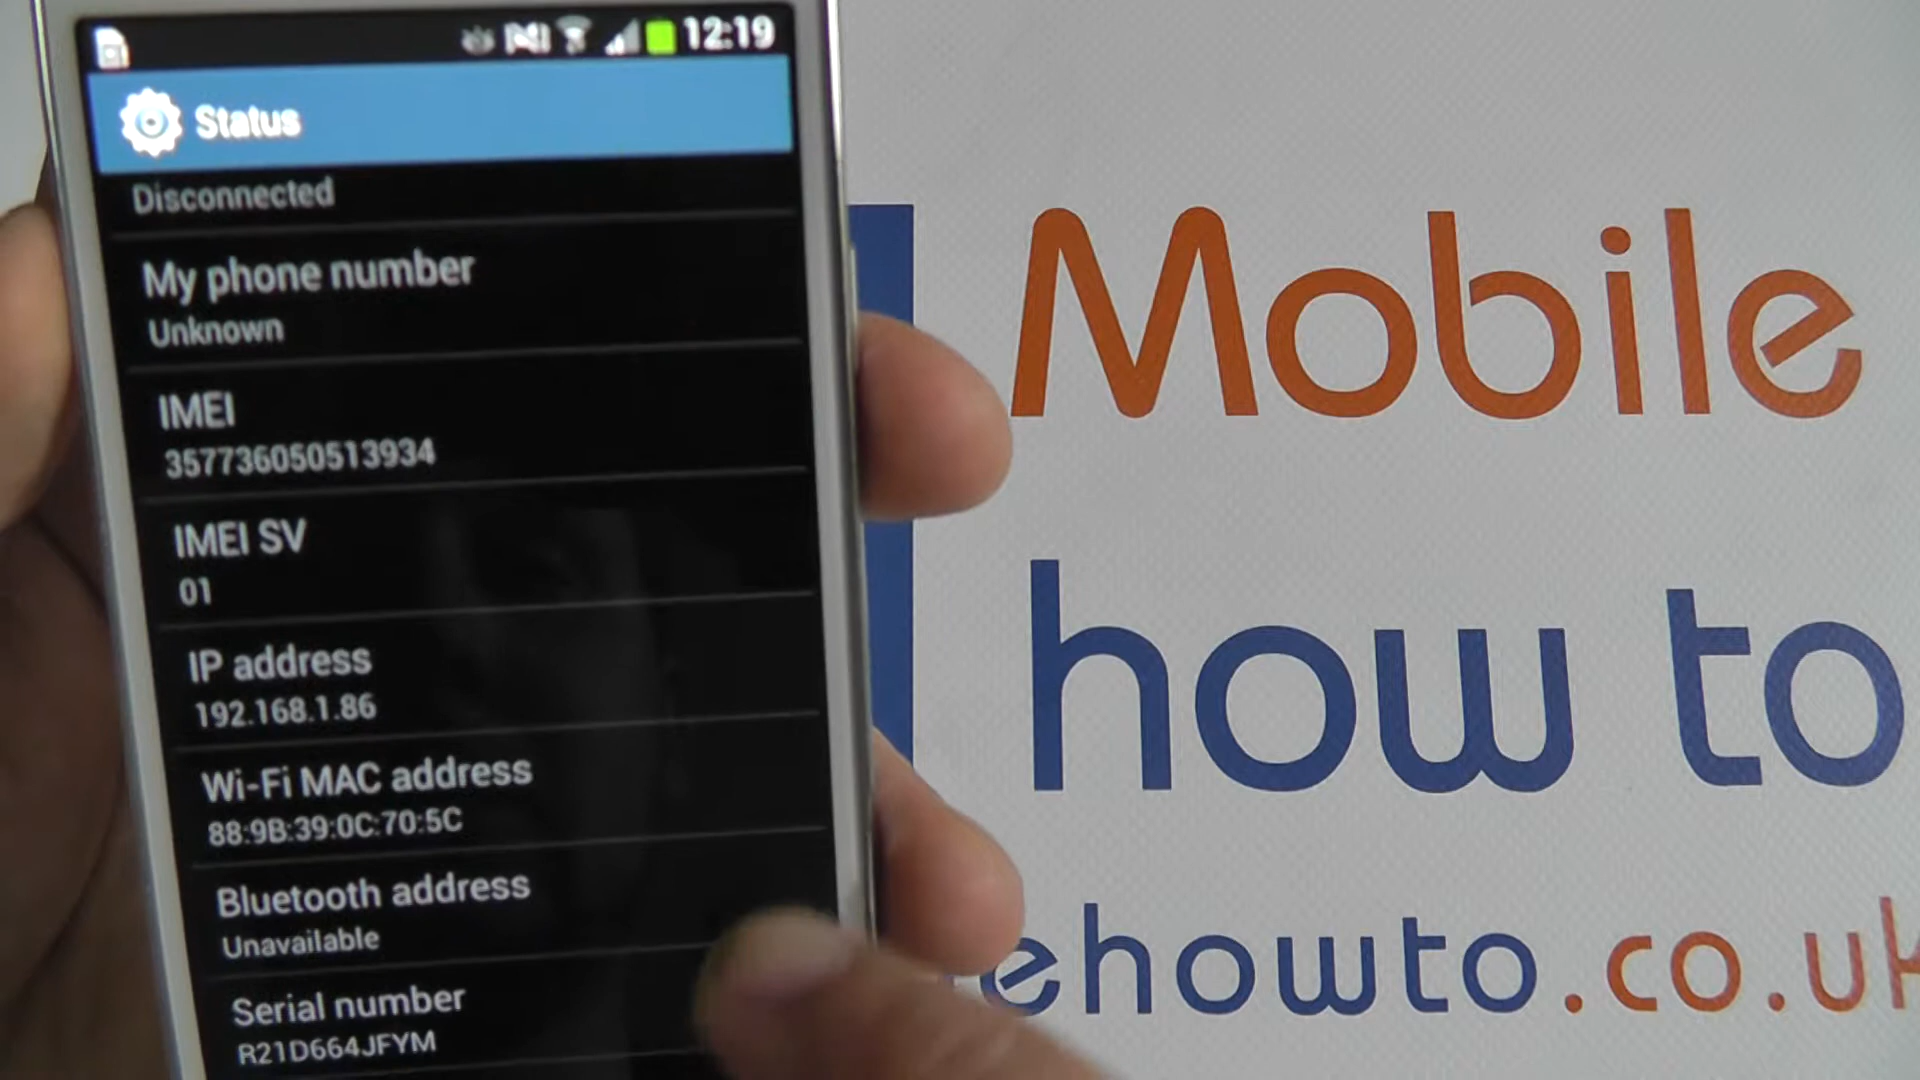 12:19
Status
Disconnected
My phone number
Unknown
IMEI
357736050513934
IMEI SV
01
IP address
192.168.1.86
Wi-Fi MAC address
88:9B:39:0C:70:5C
Bluetooth address
Unavailable
Serial number
R21D664JFYM
Mobile
how to
ehowto.co.uk